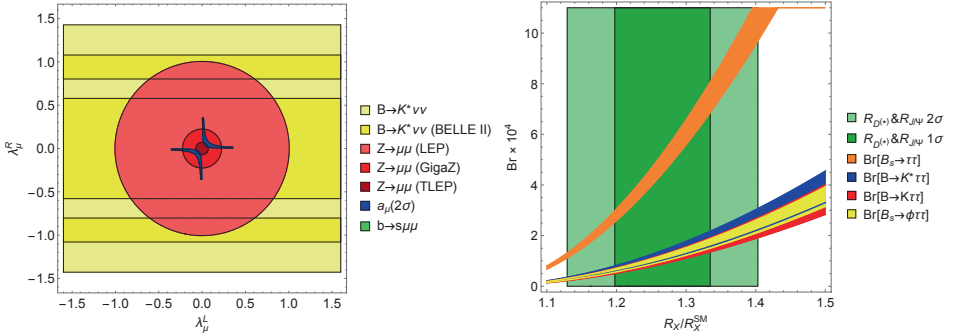 1.5
1.0
0.5
0.0
-0.5
-1.0
-1.5
λ_μ^R
-1.5 -1.0 -0.5 0.0 0.5 1.0 1.5
λ_μ^L
B→K*νν
B→K*νν (BELLE II)
Z→μμ (LEP)
Z→μμ (GigaZ)
Z→μμ (TLEP)
a_μ(2σ)
b→sμμ
10
8
6
4
2
0
Br × 10^4
1.1 1.2 1.3 1.4 1.5
R_X/R_X^SM
R_D(*)&R_J/Ψ 2σ
R_D(*)&R_J/Ψ 1σ
Br[B_s→ττ]
Br[B→K*ττ]
Br[B→Kττ]
Br[B_s→ϕττ]